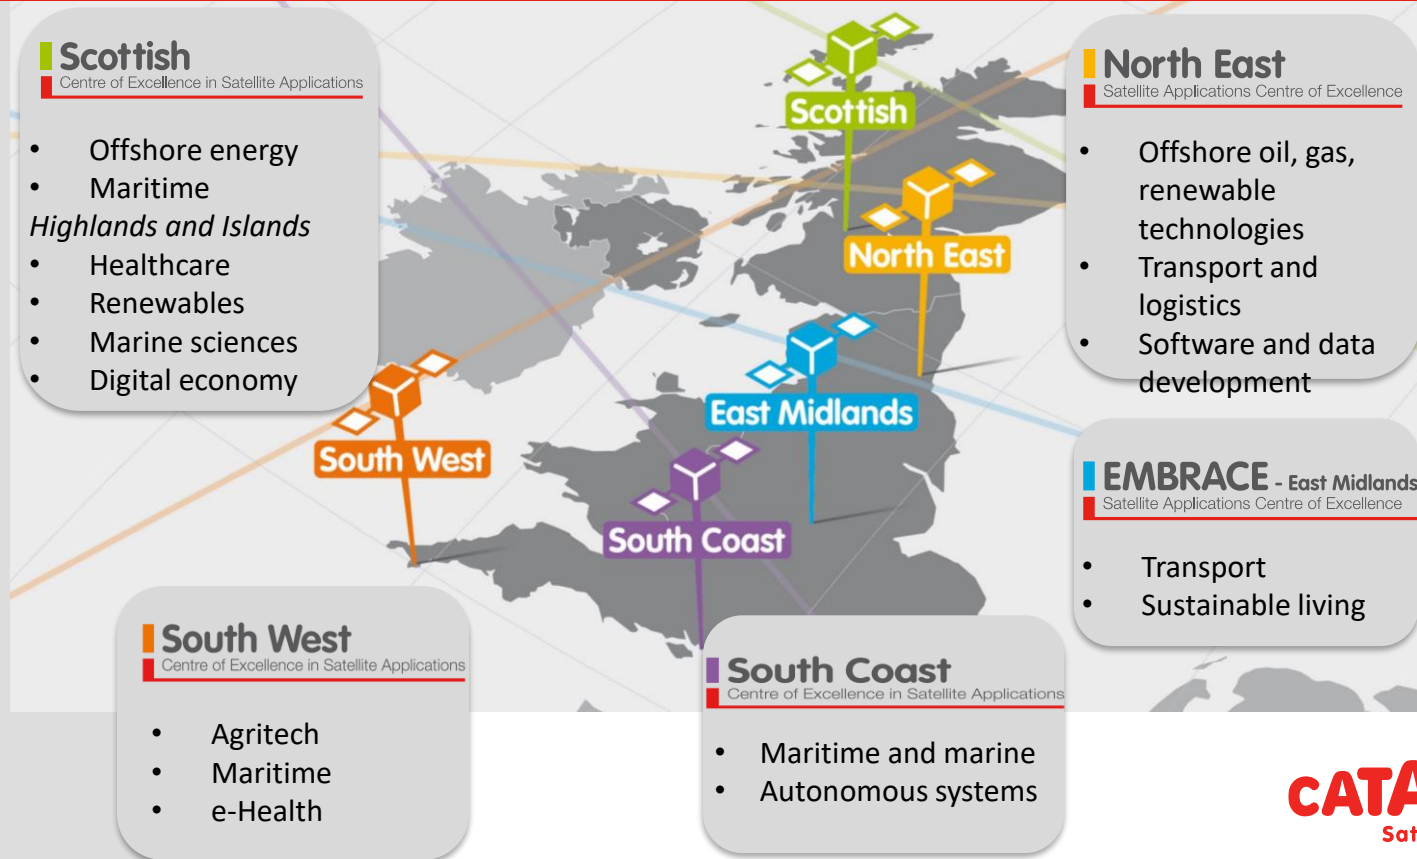 Scottish
Centre of Excellence in Satellite Applications
• Offshore energy
• Maritime
Highlands and Islands
• Healthcare
• Renewables
• Marine sciences
• Digital economy
Scottish
North East
East Midlands
South West
South Coast
North East
Satellite Applications Centre of Excellence
• Offshore oil, gas,
renewable
technologies
• Transport and
logistics
• Software and data
development
EMBRACE - East Midlands
Satellite Applications Centre of Excellence
• Transport
• Sustainable living
South West
Centre of Excellence in Satellite Applications
• Agritech
• Maritime
• e-Health
South Coast
Centre of Excellence in Satellite Applications
• Maritime and marine
• Autonomous systems